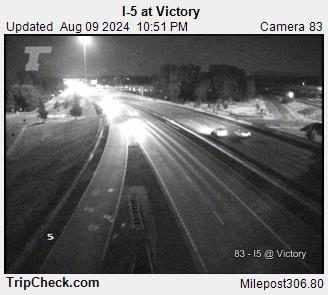 I-5 at Victory
Updated Aug 09 2024 10:51 PM Camera 83
T
S
83 - I5 @ Victory
TripCheck.com Milepost306.80